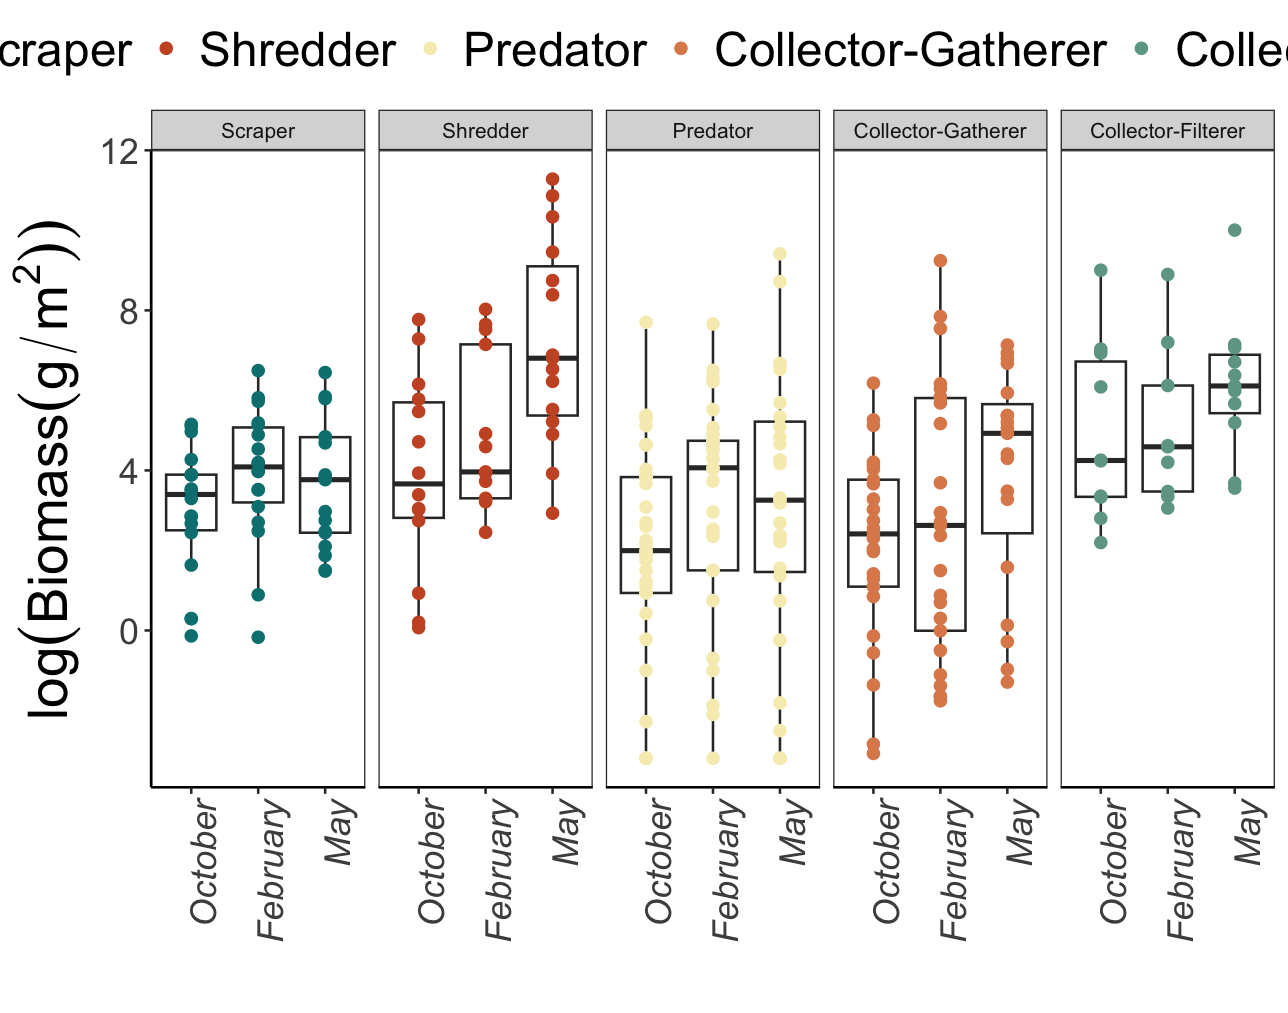 craper Shredder Predator Collector-Gatherer Collec
Scraper Shredder Predator Collector-Gatherer Collector-Filterer
12
8
4
0
log(Biomass(g/m²))
October February May October February May October February May October February May October February May